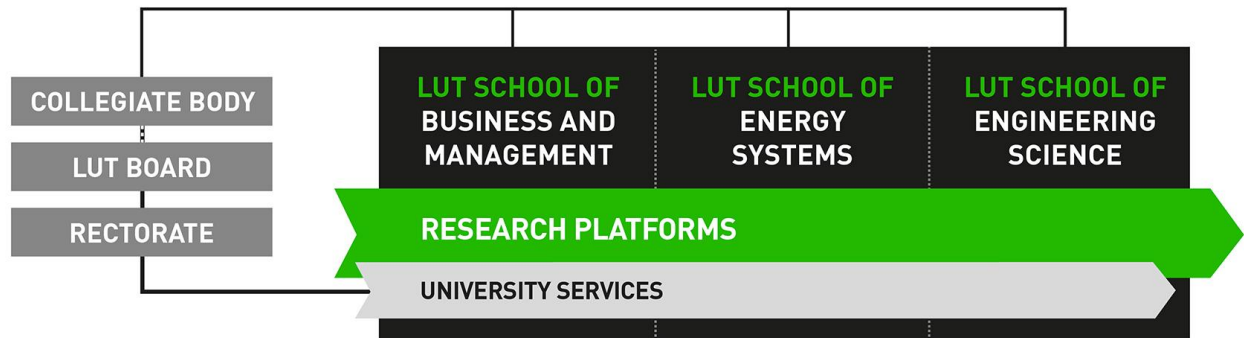 COLLEGIATE BODY
LUT BOARD
RECTORATE
LUT SCHOOL OF
BUSINESS AND
MANAGEMENT
LUT SCHOOL OF
ENERGY
SYSTEMS
LUT SCHOOL OF
ENGINEERING
SCIENCE
RESEARCH PLATFORMS
UNIVERSITY SERVICES